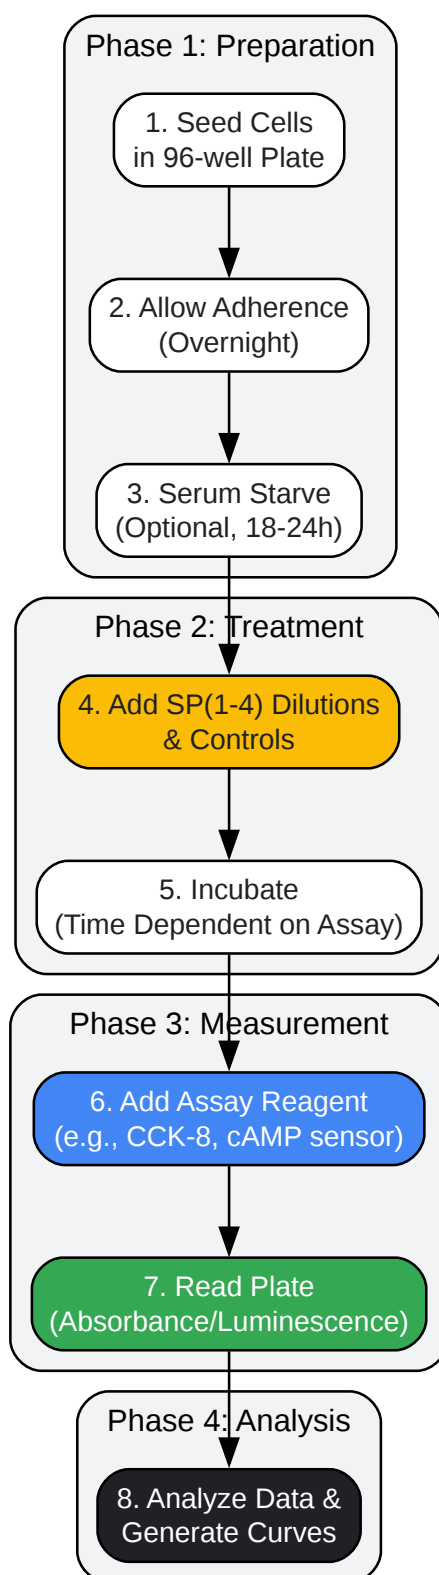 Phase 1: Preparation
1. Seed Cells
in 96-well Plate
2. Allow Adherence
(Overnight)
3. Serum Starve
(Optional, 18-24h)
Phase 2: Treatment
4. Add SP(1-4) Dilutions
& Controls
5. Incubate
(Time Dependent on Assay)
Phase 3: Measurement
6. Add Assay Reagent
(e.g., CCK-8, cAMP sensor)
7. Read Plate
(Absorbance/Luminescence)
Phase 4: Analysis
8. Analyze Data &
Generate Curves